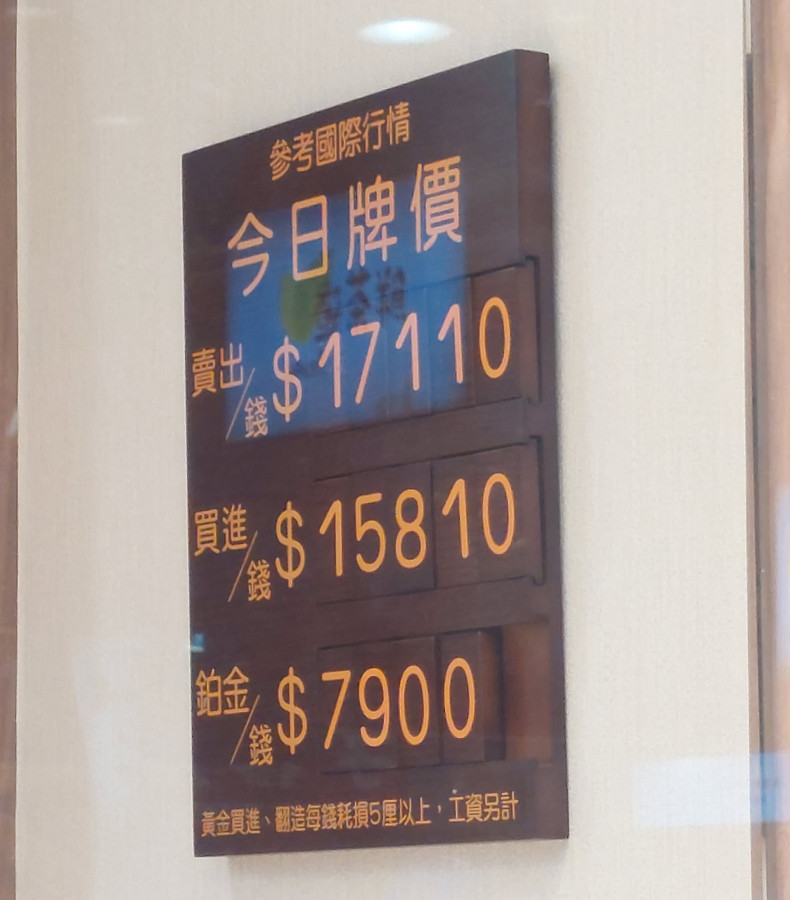 參考國際行情
今日牌價
賣出/錢 $17110
買進/錢 $15810
鉑金/錢 $7900
黃金買進、翻造每錢耗損5厘以上，工資另計